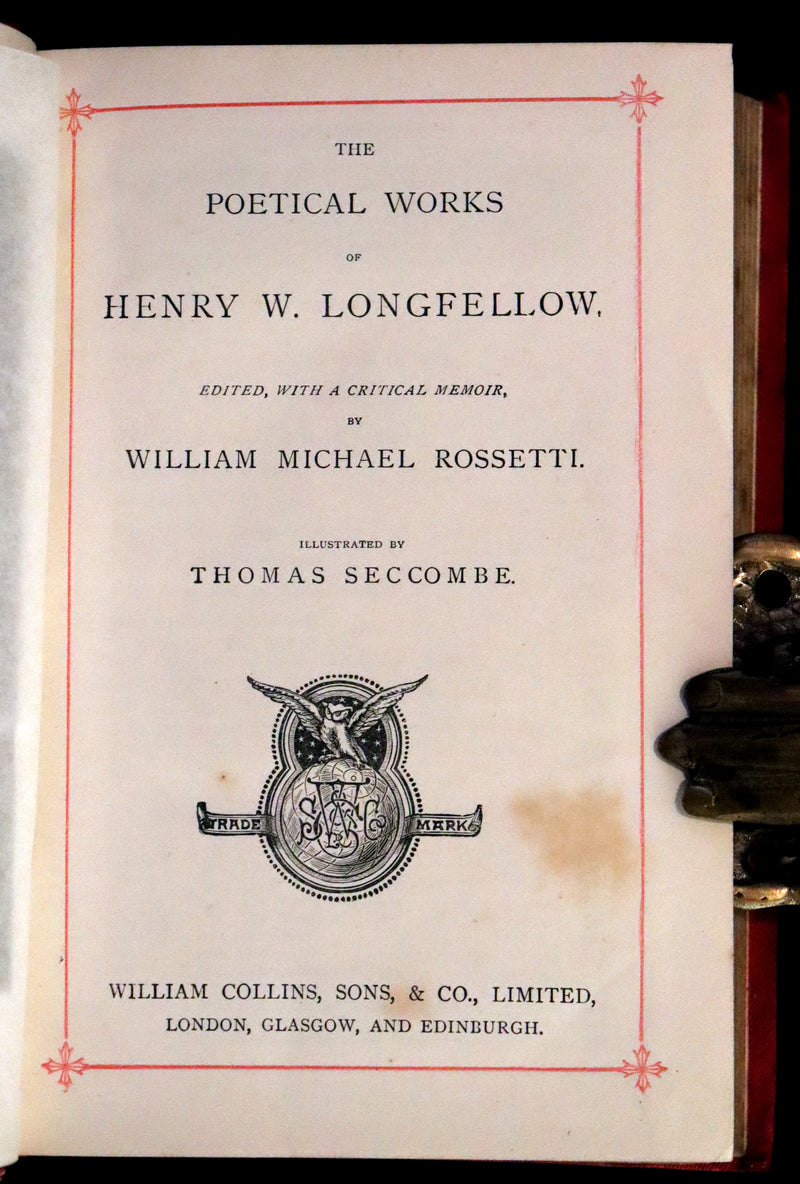 THE
POETICAL WORKS
OF
HENRY W. LONGFELLOW,
EDITED, WITH A CRITICAL MEMOIR,
BY
WILLIAM MICHAEL ROSSETTI.
ILLUSTRATED BY
THOMAS SECCOMBE.
TRADE MARK
WILLIAM COLLINS, SONS, & CO., LIMITED,
LONDON, GLASGOW, AND EDINBURGH.